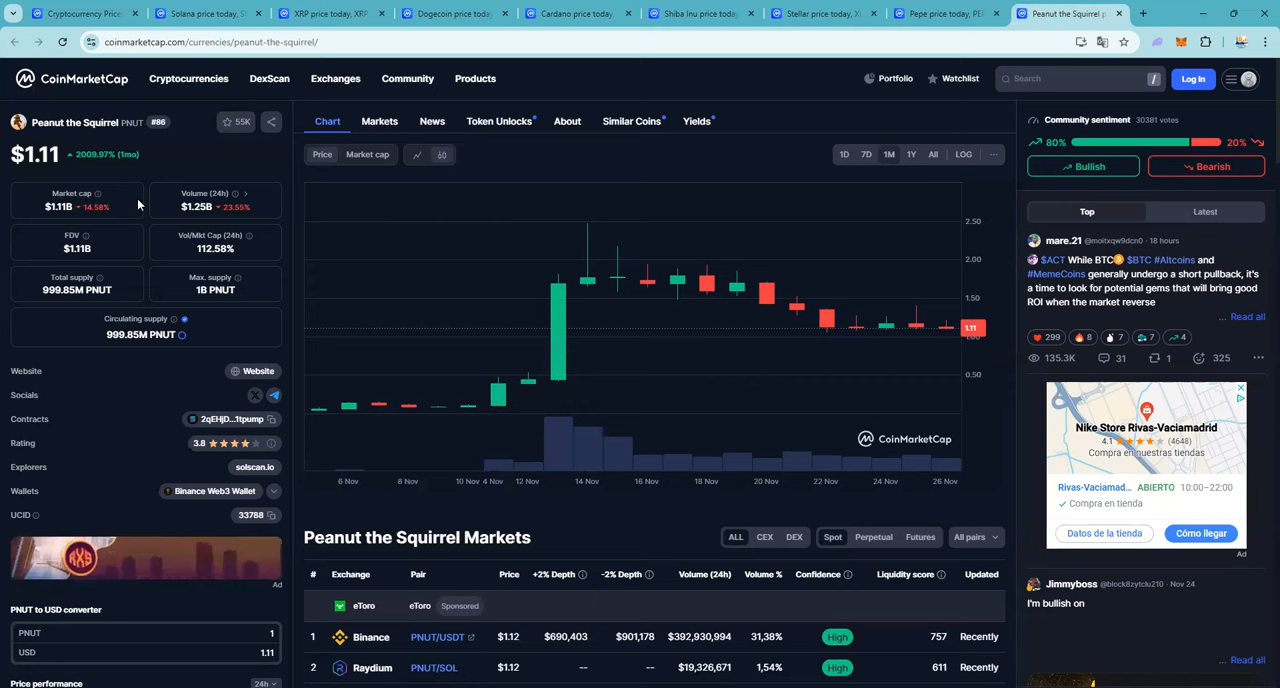 Cryptocurrency Prices
Solana price today, S
XRP price today, XRP
Dogecoin price toda
Cardano price today,
Shiba Inu price today
Stellar price today, XL
Pepe price today, PEP
Peanut the Squirrel p
coinmarketcap.com/currencies/peanut-the-squirrel/
CoinMarketCap Cryptocurrencies DexScan Exchanges Community Products Portfolio Watchlist Search / Log In
Peanut the Squirrel PNUT #86 55K
$1.11 2009.97% (1mo)
Market cap
$1.11B 14.58%
Volume (24h)
$1.25B 23.55%
FDV
$1.11B
Vol/Mkt Cap (24h)
112.58%
Total supply
999.85M PNUT
Max. supply
1B PNUT
Circulating supply
999.85M PNUT
Website Website
Socials
Contracts 2qEHjD...1tpump
Rating 3.8
Explorers solscan.io
Wallets Binance Web3 Wallet
UCID 33788
RXS
Ad
PNUT to USD converter
PNUT 1
USD 1.11
Price performance 24h
Chart Markets News Token Unlocks About Similar Coins Yields
Price Market cap 1D 7D 1M 1Y All LOG ...
2.50
2.00
1.50
1.11
1.00
0.50
CoinMarketCap
6 Nov 8 Nov 10 Nov 4 Nov 12 Nov 14 Nov 16 Nov 18 Nov 20 Nov 22 Nov 24 Nov 26 Nov
Peanut the Squirrel Markets ALL CEX DEX Spot Perpetual Futures All pairs
# Exchange Pair Price +2% Depth -2% Depth Volume (24h) Volume % Confidence Liquidity score Updated
eToro eToro Sponsored
1 Binance PNUT/USDT $1.12 $690,403 $901,178 $392,930,994 31,38% High 757 Recently
2 Raydium PNUT/SOL $1.12 -- -- $19,326,671 1,54% High 611 Recently
Community sentiment 30381 votes
80% 20%
Bullish Bearish
Top Latest
mare.21 @moitxqw9dcn0 · 18 hours
$ACT While BTC $BTC #Altcoins and
#MemeCoins generally undergo a short pullback, it's
a time to look for potential gems that will bring good
ROI when the market reverse
... Read all
299 8 7 7 4
135.3K 31 1 325
Nike Store Rivas-Vaciamadrid
4.1 (4648)
Compra en nuestras tiendas
Rivas-Vaciamad... ABIERTO 10:00–22:00
Compra en tienda
Datos de la tienda Cómo llegar
Ad
Jimmyboss @block8zytclu210 · Nov 24
I'm bullish on
... Read all